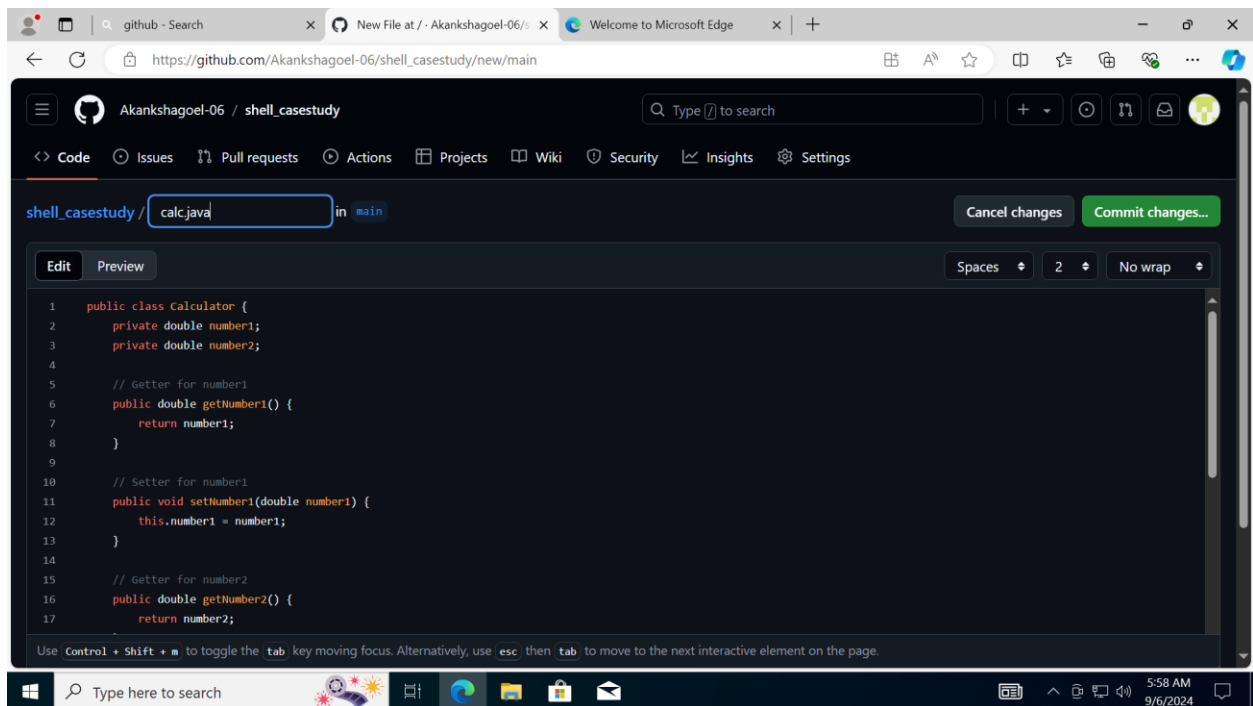 github - Search
New File at / · Akankshagoel-06/s
Welcome to Microsoft Edge
https://github.com/Akankshagoel-06/shell_casestudy/new/main
Akankshagoel-06 / shell_casestudy
Type / to search
<> Code Issues Pull requests Actions Projects Wiki Security Insights Settings
shell_casestudy / calc.java in main
Cancel changes Commit changes...
Edit Preview
Spaces 2 No wrap
1 public class Calculator {
2 private double number1;
3 private double number2;
4
5 // Getter for number1
6 public double getNumber1() {
7 return number1;
8 }
9
10 // Setter for number1
11 public void setNumber1(double number1) {
12 this.number1 = number1;
13 }
14
15 // Getter for number2
16 public double getNumber2() {
17 return number2;
Use Control + Shift + m to toggle the tab key moving focus. Alternatively, use esc then tab to move to the next interactive element on the page.
Type here to search
5:58 AM
9/6/2024